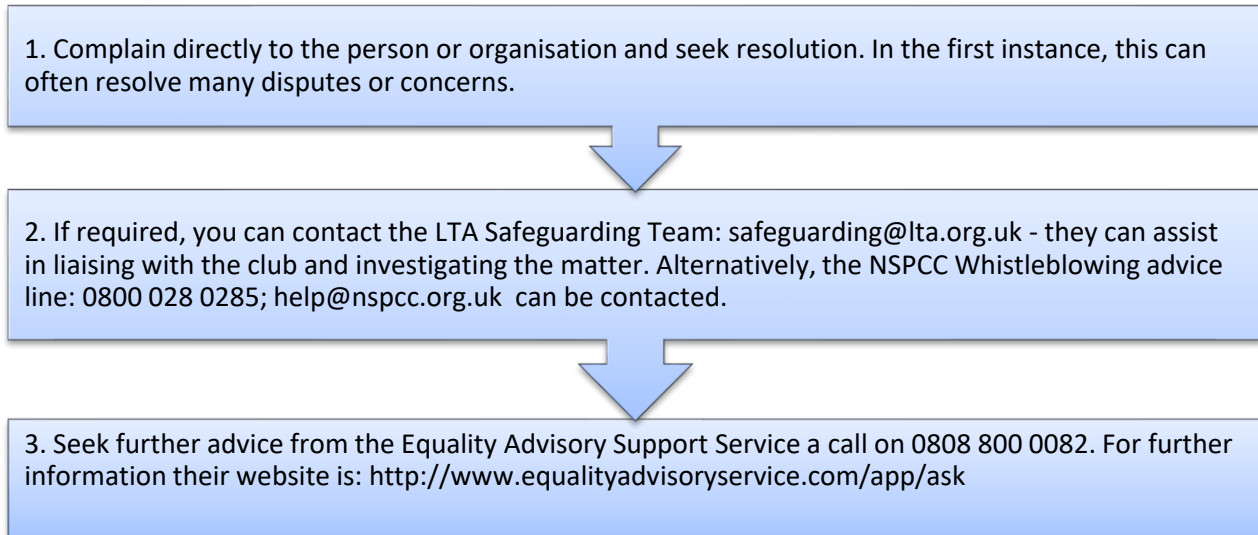 1. Complain directly to the person or organisation and seek resolution. In the first instance, this can
often resolve many disputes or concerns.
2. If required, you can contact the LTA Safeguarding Team: safeguarding@lta.org.uk - they can assist
in liaising with the club and investigating the matter. Alternatively, the NSPCC Whistleblowing advice
line: 0800 028 0285; help@nspcc.org.uk  can be contacted.
3. Seek further advice from the Equality Advisory Support Service a call on 0808 800 0082. For further
information their website is: http://www.equalityadvisoryservice.com/app/ask